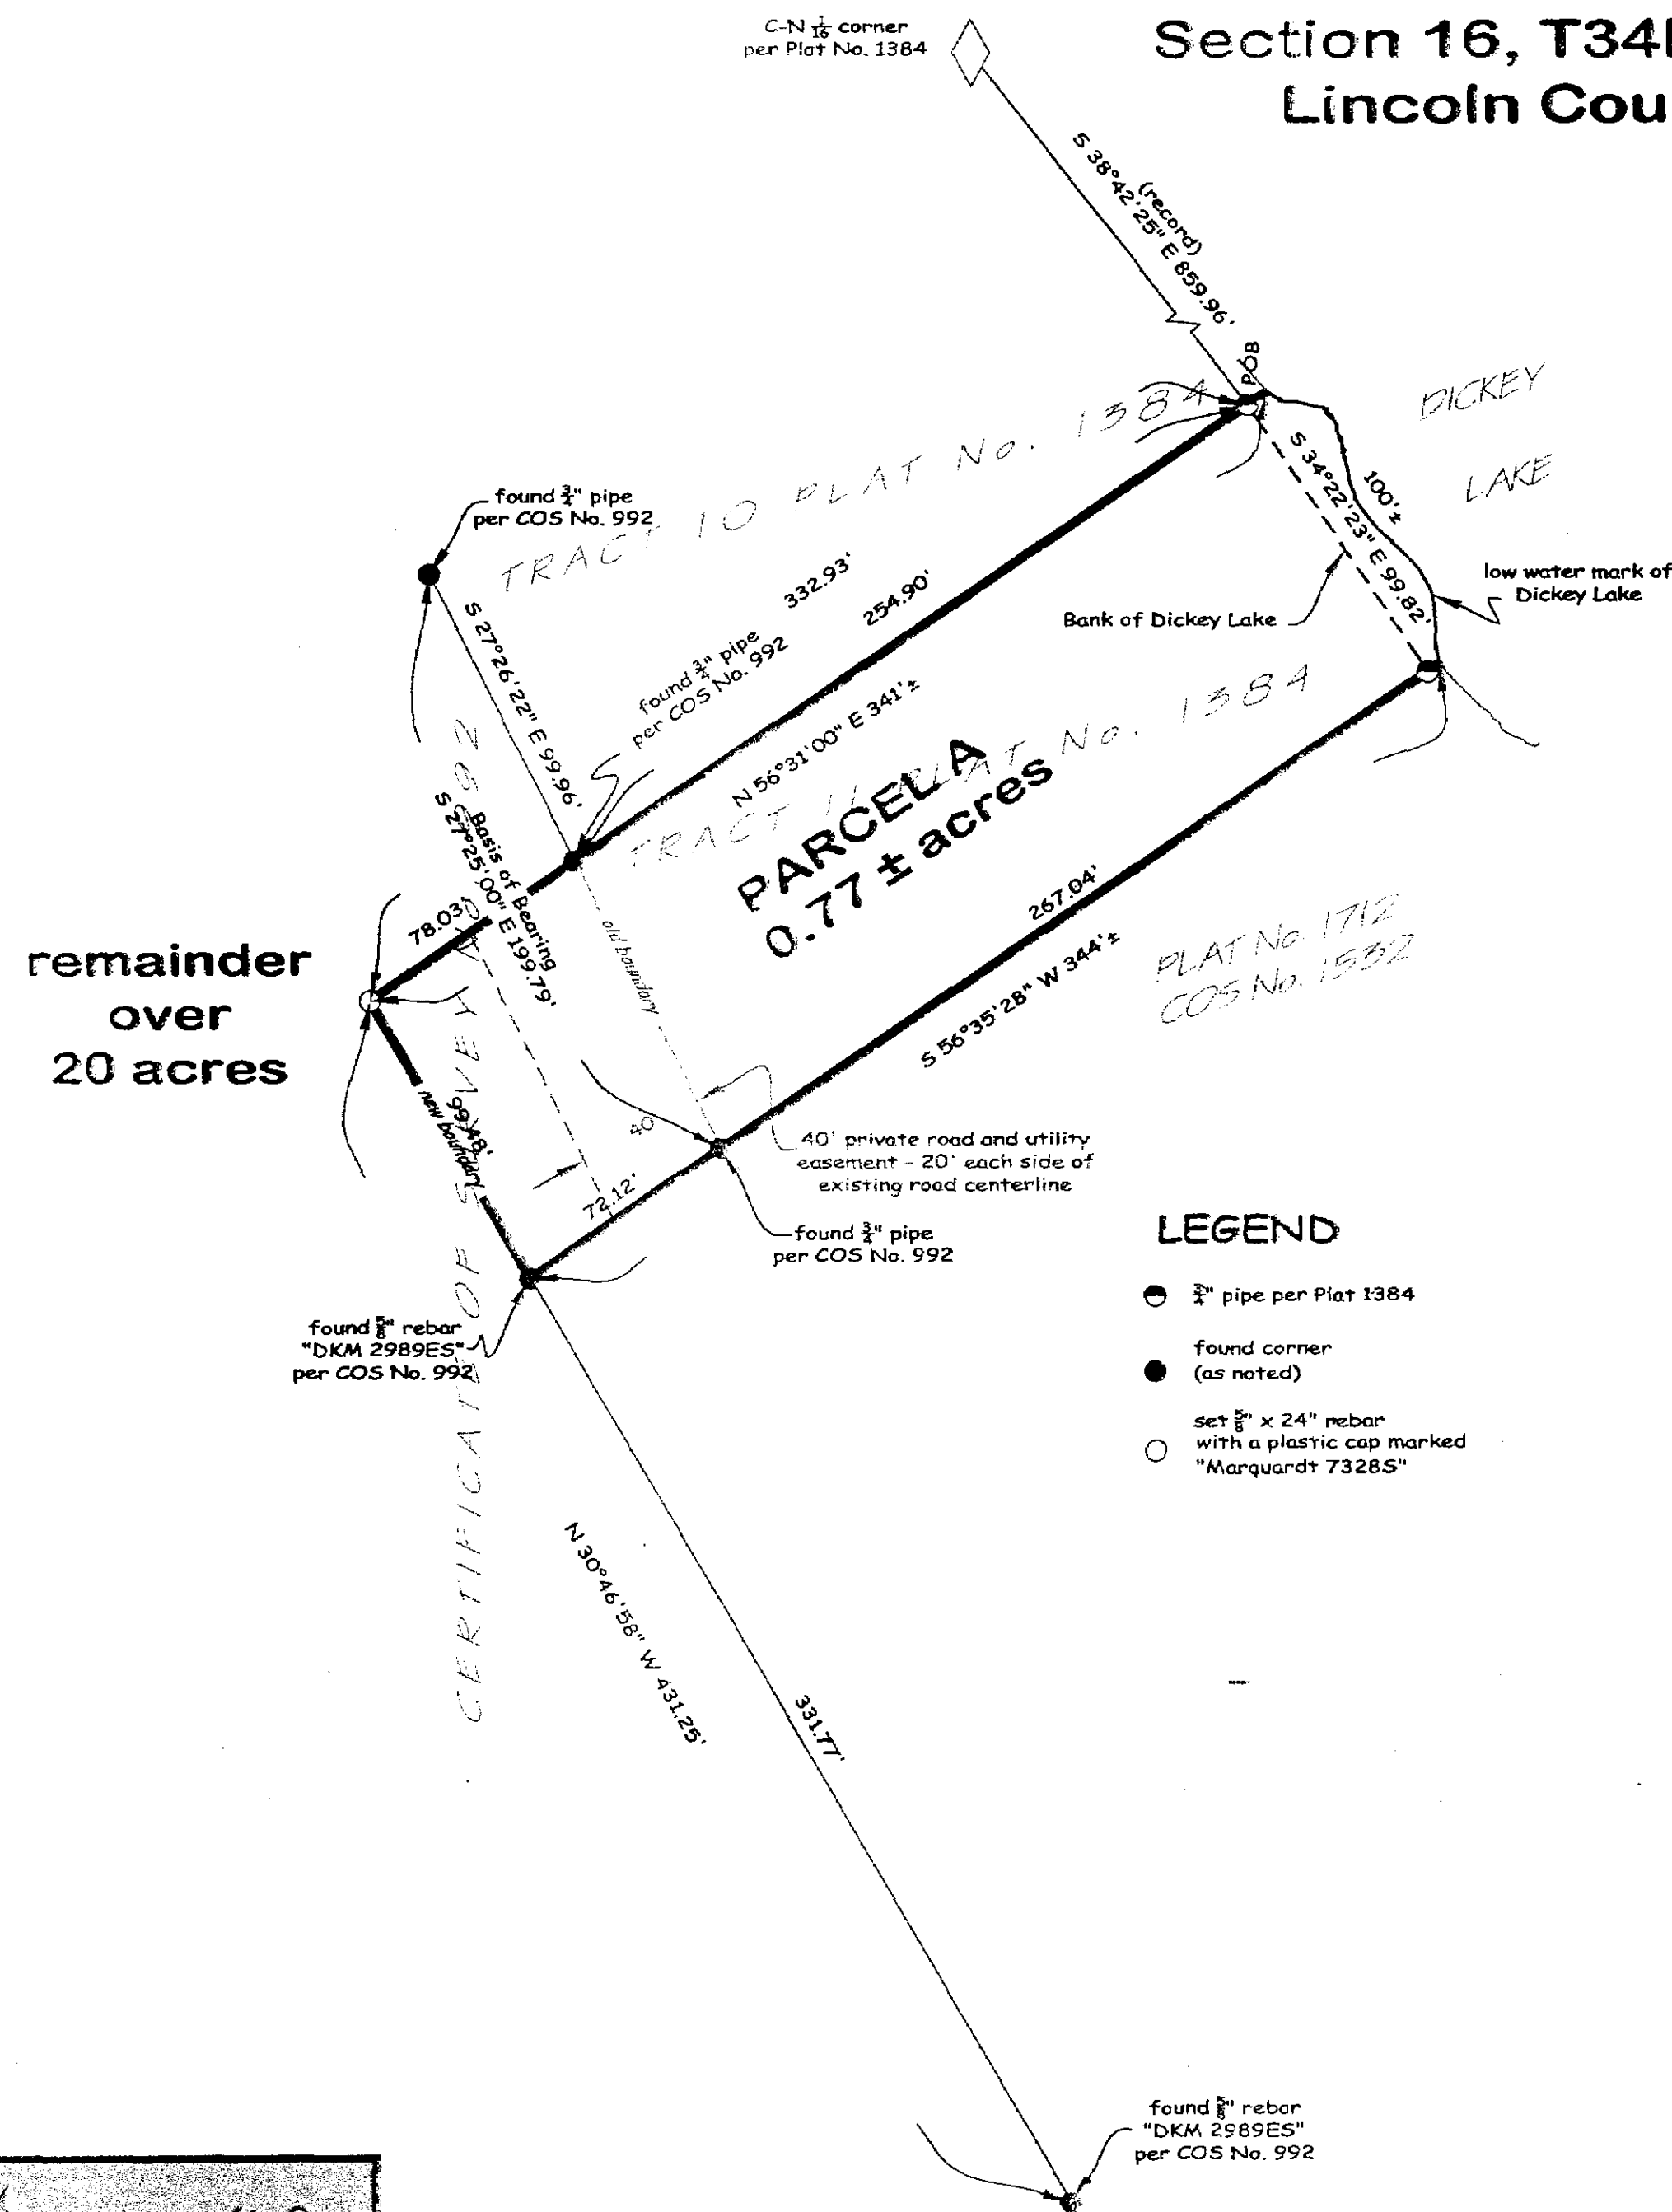 C-N 1/16 corner
per Plat No. 1384
Section 16, T34
Lincoln Cou
(record)
S 38°42'25" E 859.96'
POB
DICKEY
LAKE
100'±
S 34°22'23" E 99.82'
low water mark of
Dickey Lake
Bank of Dickey Lake
TRACT 10 PLAT No. 1384
found 3/4" pipe
per COS No. 992
332.93'
254.90'
S 27°26'22" E 99.96'
found 3/4" pipe
per COS No. 992
N 56°31'00" E 341'±
TRACT 11 PLAT No. 1384
PARCEL A
0.77 ± acres
Basis of Bearing
S 27°25'00" E 199.79'
78.03'
old boundary
267.04'
S 56°35'28" W 344'±
PLAT No. 1712
COS No. 1532
remainder
over
20 acres
99.48'
new boundary
40'
72.12'
40' private road and utility
easement - 20' each side of
existing road centerline
found 3/4" pipe
per COS No. 992
found 5/8" rebar
"DKM 2989ES"
per COS No. 992
CERTIFICATE OF SURVEY
LEGEND
3/4" pipe per Plat 1384
found corner
(as noted)
set 5/8" x 24" rebar
with a plastic cap marked
"Marquardt 7328S"
N 30°46'58" W 431.25'
331.77'
found 5/8" rebar
"DKM 2989ES"
per COS No. 992